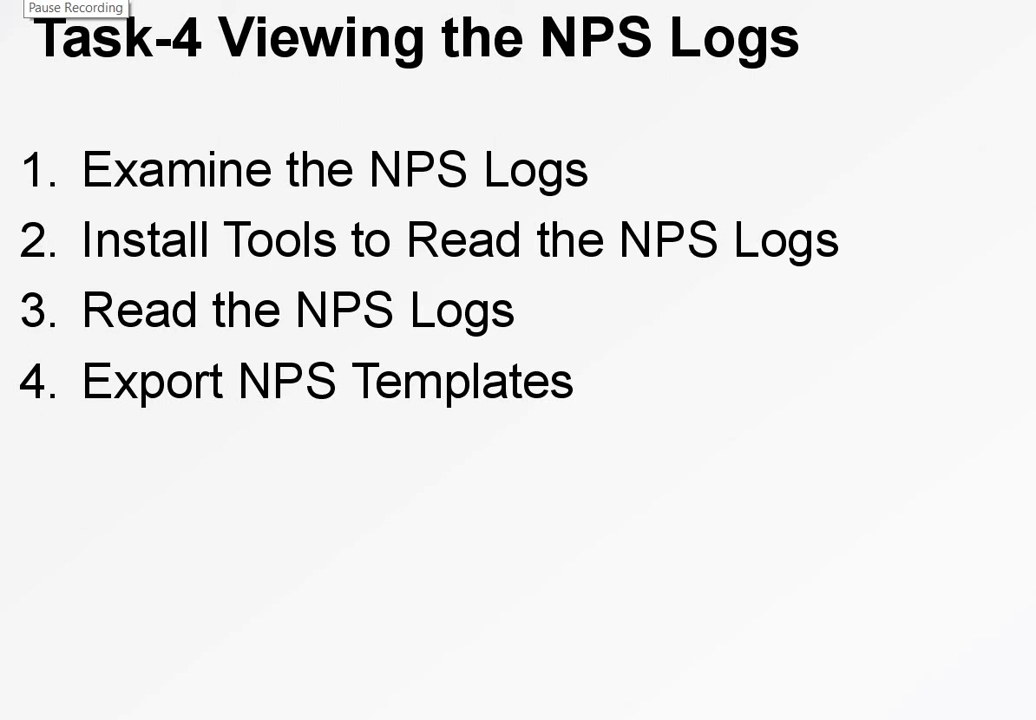 Pause Recording
Task-4 Viewing the NPS Logs
1. Examine the NPS Logs
2. Install Tools to Read the NPS Logs
3. Read the NPS Logs
4. Export NPS Templates